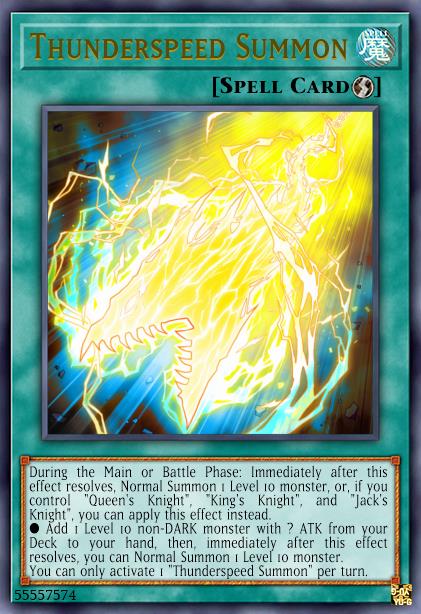 THUNDERSPEED SUMMON
SPELL
魔
[SPELL CARD]
During the Main or Battle Phase: Immediately after this
effect resolves, Normal Summon 1 Level 10 monster, or, if you
control "Queen's Knight", "King's Knight", and "Jack's
Knight", you can apply this effect instead.
● Add 1 Level 10 non-DARK monster with ? ATK from your
Deck to your hand, then, immediately after this effect
resolves, you can Normal Summon 1 Level 10 monster.
You can only activate 1 "Thunderspeed Summon" per turn.
55557574